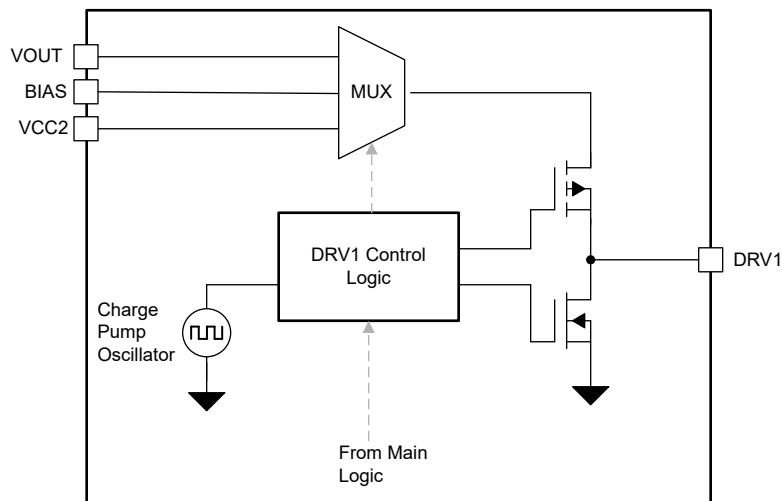 VOUT
BIAS
VCC2
MUX
DRV1 Control
Logic
DRV1
Charge
Pump
Oscillator
From Main
Logic